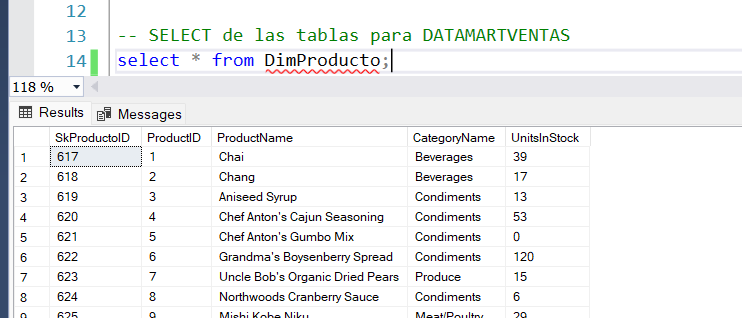 12
13 -- SELECT de las tablas para DATAMARTVENTAS
14 select * from DimProducto;
118 %
Results Messages
SkProductoID ProductID ProductName CategoryName UnitsInStock
1 617 1 Chai Beverages 39
2 618 2 Chang Beverages 17
3 619 3 Aniseed Syrup Condiments 13
4 620 4 Chef Anton's Cajun Seasoning Condiments 53
5 621 5 Chef Anton's Gumbo Mix Condiments 0
6 622 6 Grandma's Boysenberry Spread Condiments 120
7 623 7 Uncle Bob's Organic Dried Pears Produce 15
8 624 8 Northwoods Cranberry Sauce Condiments 6
9 625 9 Mishi Kobe Niku Meat/Poultry 29